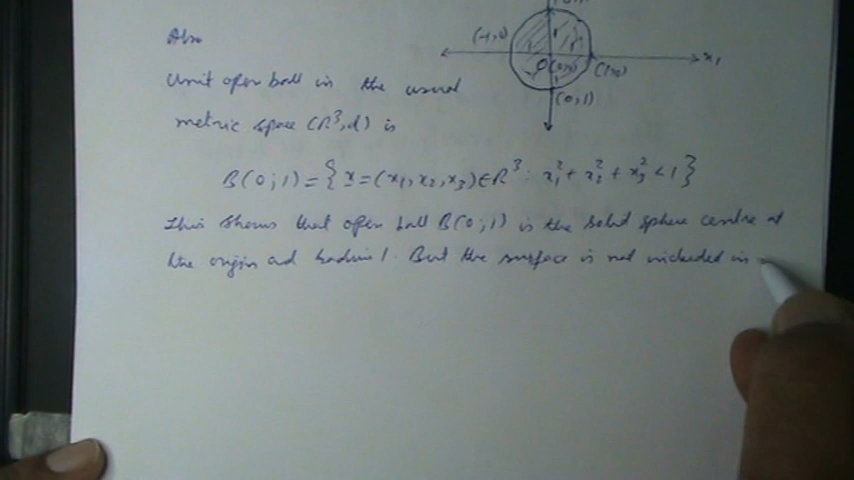 Also
(-1,0)
x₁
O(0,0)
(1,0)
Unit open ball in the usual
(0,1)
metric space (R³,d) is
B(0;1) = { x = (x₁,x₂,x₃) ∈ R³ : x₁² + x₂² + x₃² < 1 }
This shows that open ball B(0;1) is the solid sphere centre at
the origin and radius 1. But the surface is not included in